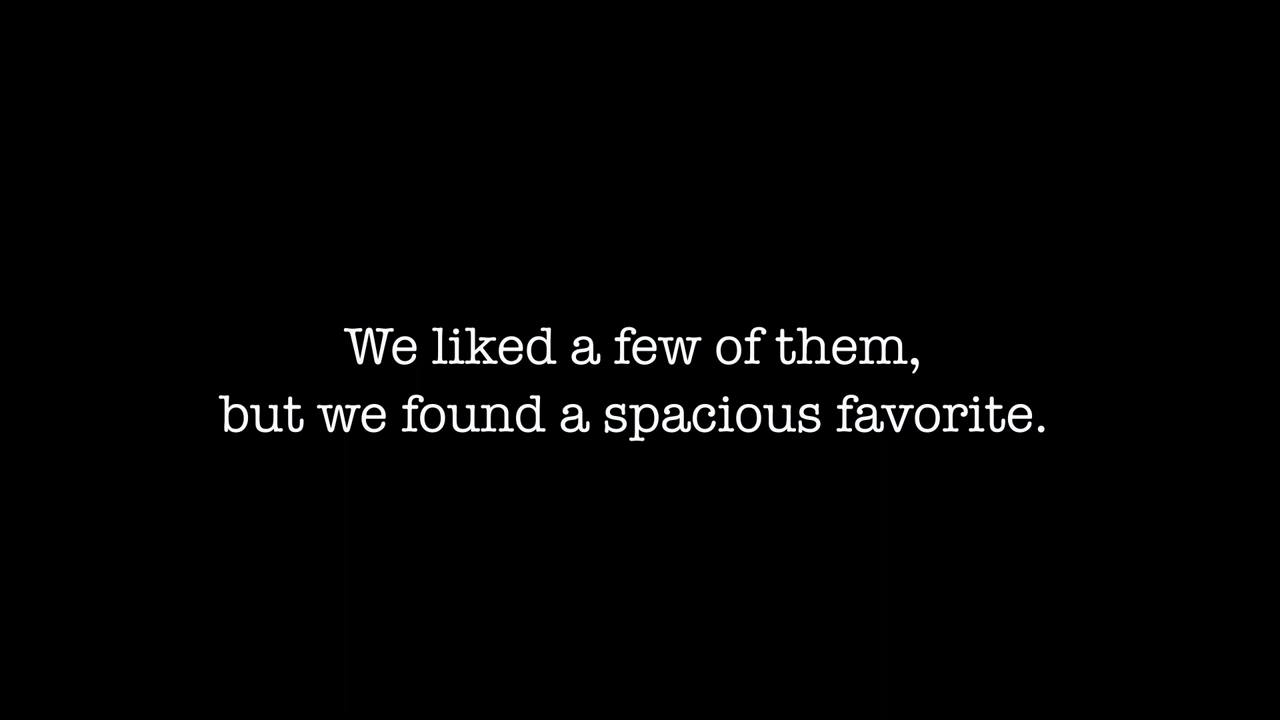 We liked a few of them,
but we found a spacious favorite.